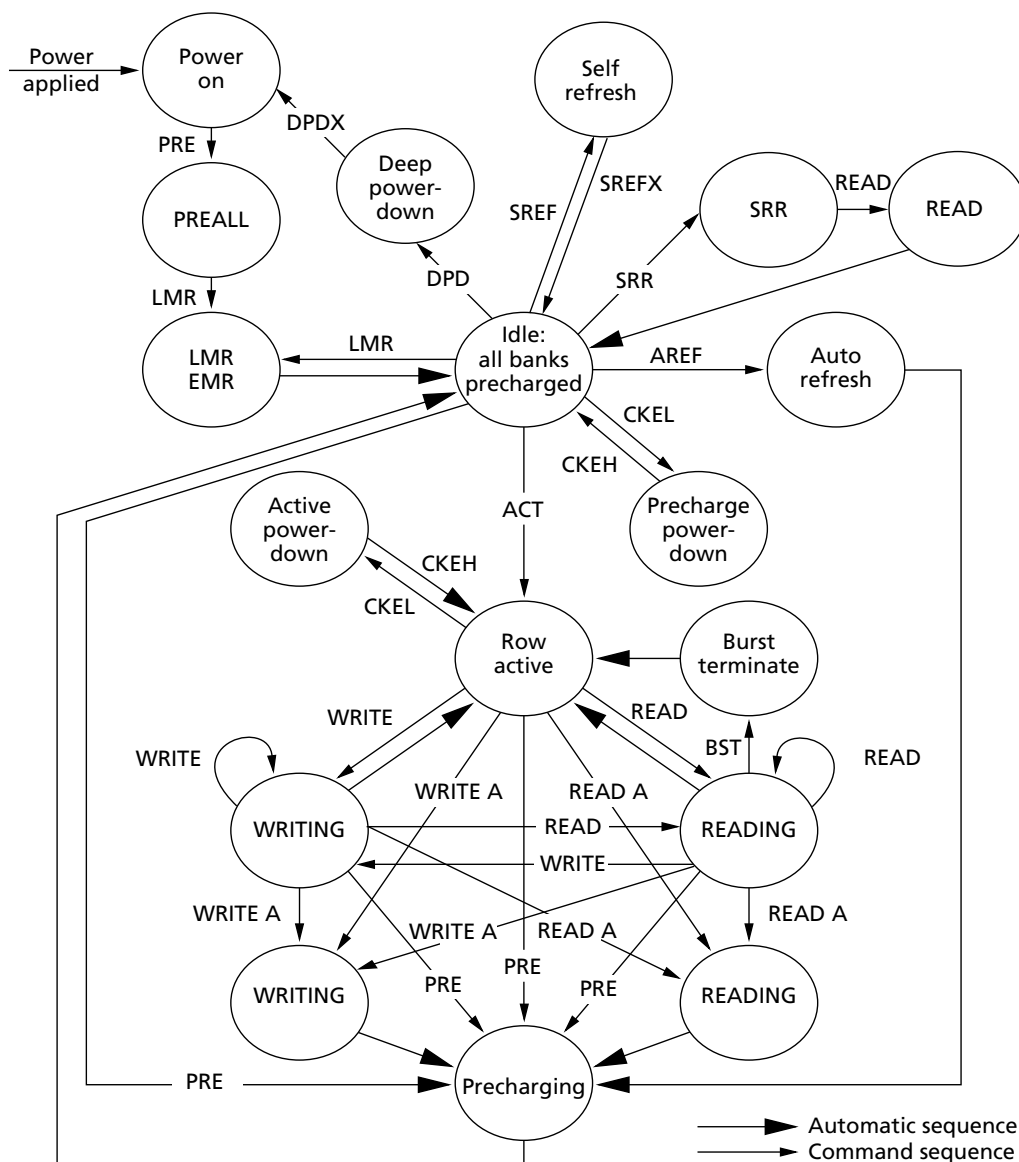 Power
applied
Power
on
Self
refresh
DPDX
PRE
Deep
power-
down
SREFX
READ
SREF
SRR
READ
PREALL
SRR
DPD
LMR
Idle:
all banks
precharged
LMR
LMR
EMR
AREF
Auto
refresh
CKEL
CKEH
ACT
Active
power-
down
Precharge
power-
down
CKEH
CKEL
Row
active
Burst
terminate
WRITE
READ
WRITE
BST
READ
WRITE A
READ A
WRITING
READ
READING
WRITE
WRITE A
WRITE A
READ A
READ A
WRITING
PRE
PRE
PRE
READING
PRE
Precharging
Automatic sequence
Command sequence